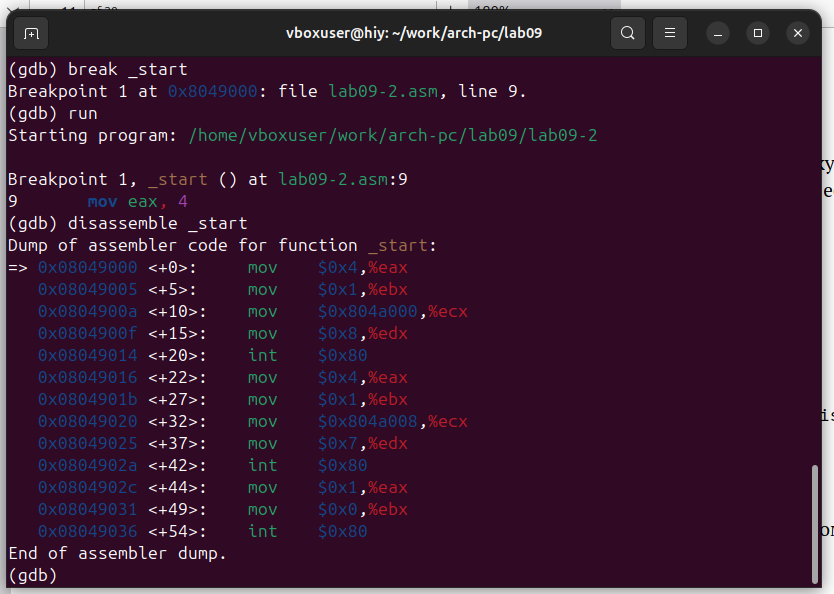 100%
vboxuser@hiy: ~/work/arch-pc/lab09
(gdb) break _start
Breakpoint 1 at 0x8049000: file lab09-2.asm, line 9.
(gdb) run
Starting program: /home/vboxuser/work/arch-pc/lab09/lab09-2
Breakpoint 1, _start () at lab09-2.asm:9
9       mov eax, 4
(gdb) disassemble _start
Dump of assembler code for function _start:
=> 0x08049000 <+0>:     mov    $0x4,%eax
   0x08049005 <+5>:     mov    $0x1,%ebx
   0x0804900a <+10>:    mov    $0x804a000,%ecx
   0x0804900f <+15>:    mov    $0x8,%edx
   0x08049014 <+20>:    int    $0x80
   0x08049016 <+22>:    mov    $0x4,%eax
   0x0804901b <+27>:    mov    $0x1,%ebx
   0x08049020 <+32>:    mov    $0x804a008,%ecx
   0x08049025 <+37>:    mov    $0x7,%edx
   0x0804902a <+42>:    int    $0x80
   0x0804902c <+44>:    mov    $0x1,%eax
   0x08049031 <+49>:    mov    $0x0,%ebx
   0x08049036 <+54>:    int    $0x80
End of assembler dump.
(gdb)